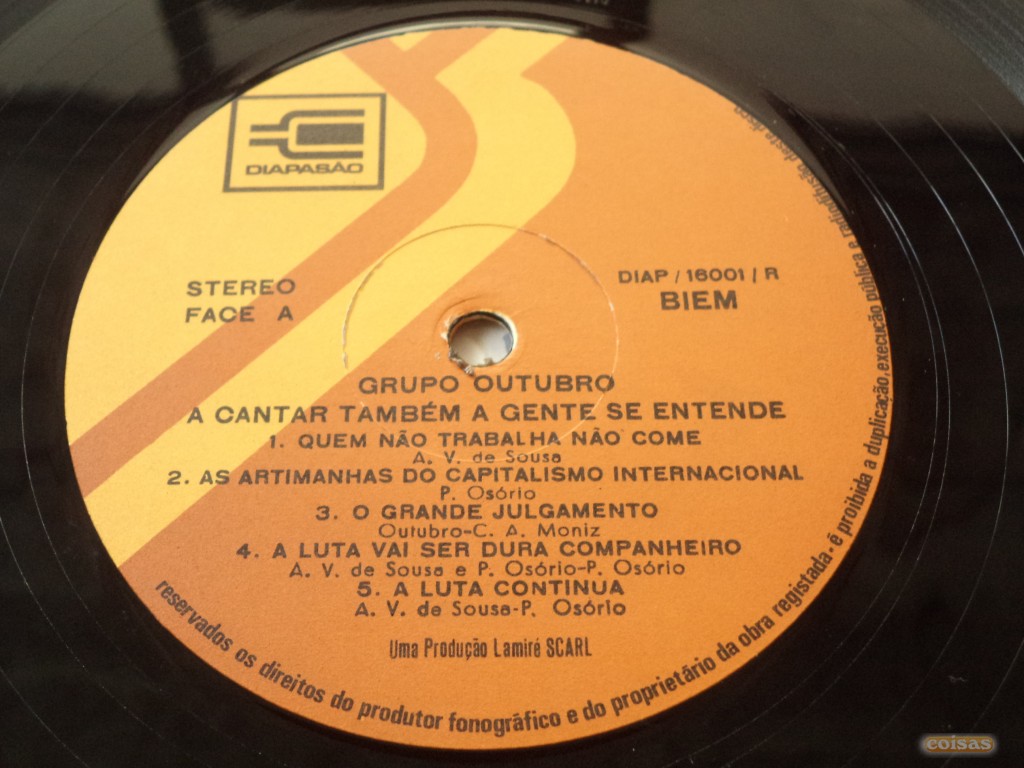 DIAPASÃO
STEREO
FACE A
DIAP / 16001 / R
BIEM
GRUPO OUTUBRO
A CANTAR TAMBÉM A GENTE SE ENTENDE
1. QUEM NÃO TRABALHA NÃO COME
A. V. de Sousa
2. AS ARTIMANHAS DO CAPITALISMO INTERNACIONAL
P. Osório
3. O GRANDE JULGAMENTO
Outubro-C. A. Moniz
4. A LUTA VAI SER DURA COMPANHEIRO
A. V. de Sousa e P. Osório-P. Osório
5. A LUTA CONTINUA
A. V. de Sousa-P. Osório
Uma Produção Lamiré SCARL
reservados os direitos do produtor fonográfico e do proprietário da obra registada · é proibida a duplicação, execução pública e radiofusão deste disco
coisas